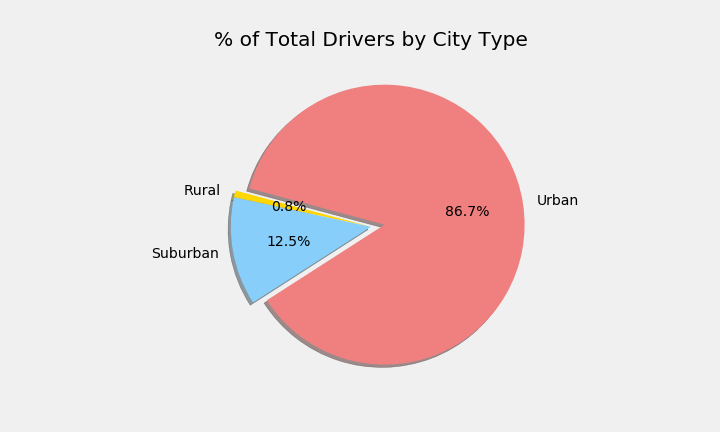 % of Total Drivers by City Type
Rural
0.8%
86.7%
Urban
12.5%
Suburban